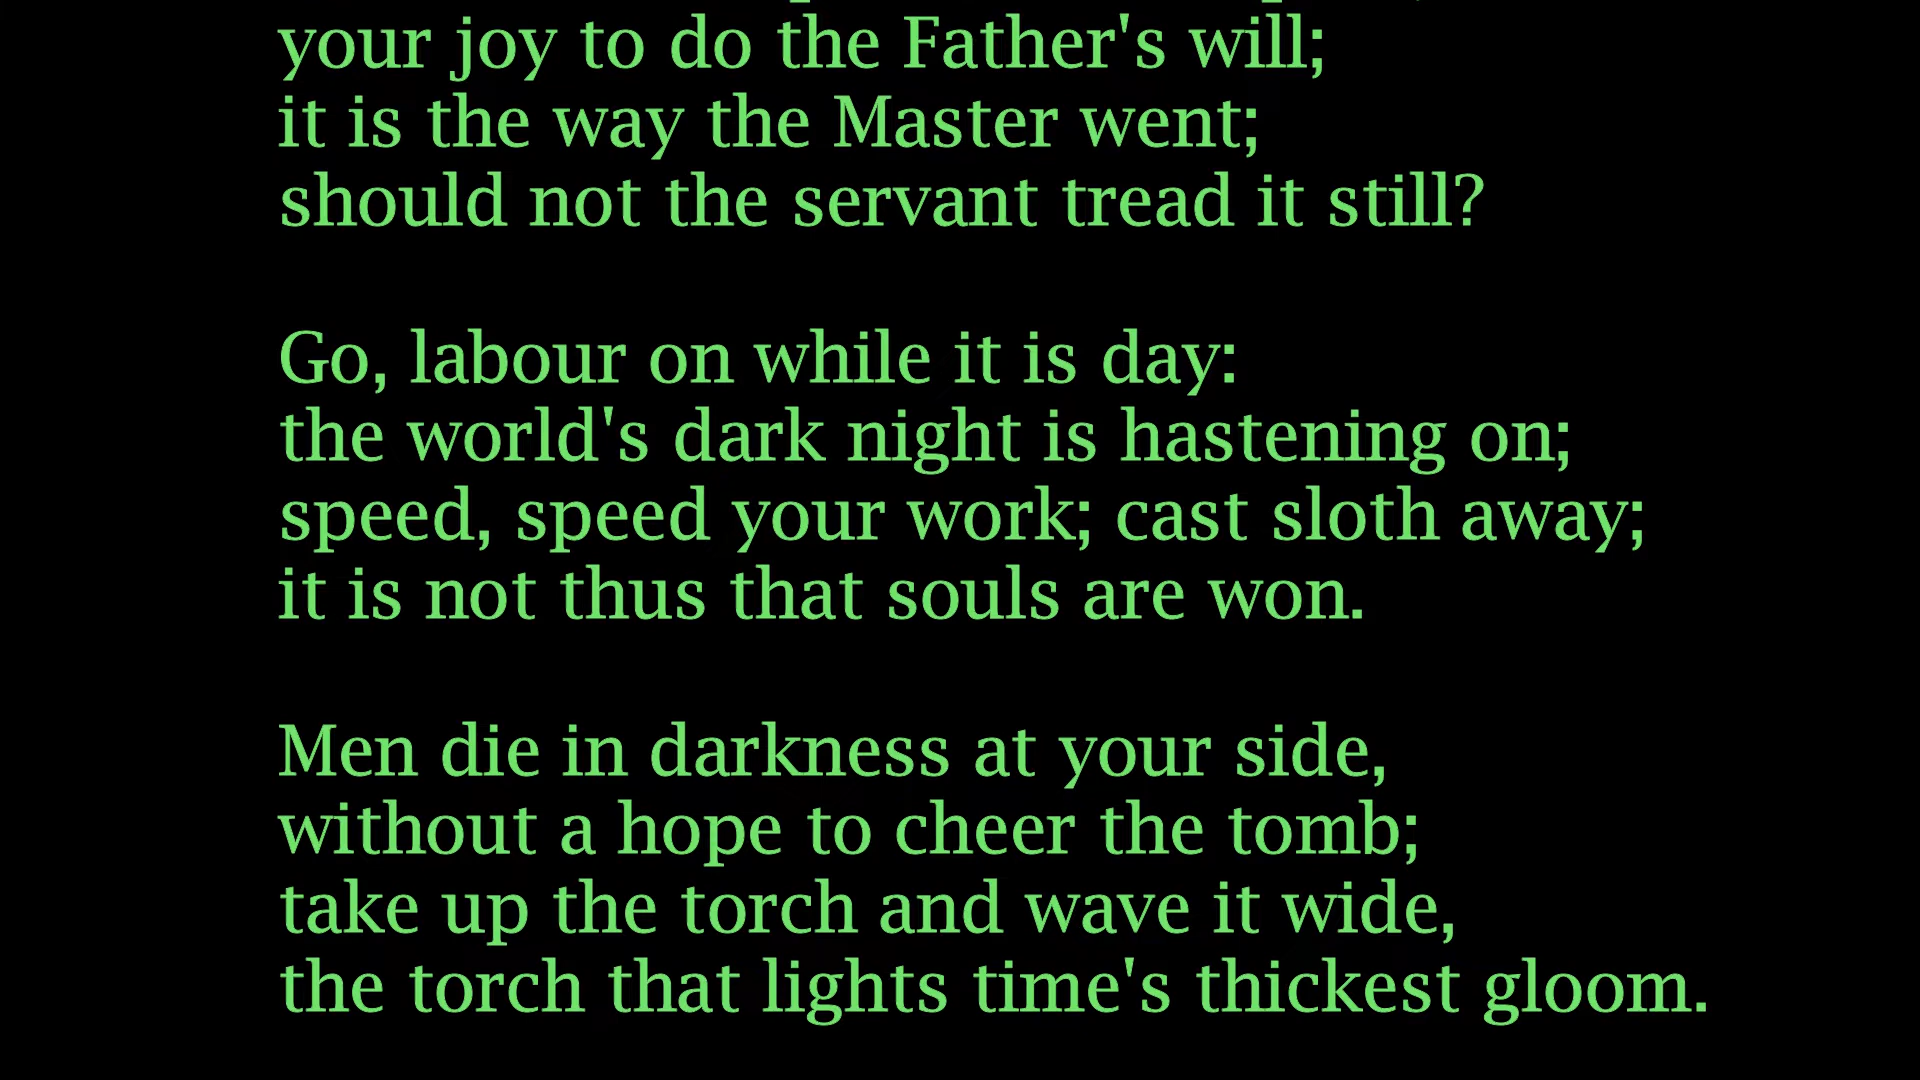 your joy to do the Father's will;
it is the way the Master went;
should not the servant tread it still?
Go, labour on while it is day:
the world's dark night is hastening on;
speed, speed your work; cast sloth away;
it is not thus that souls are won.
Men die in darkness at your side,
without a hope to cheer the tomb;
take up the torch and wave it wide,
the torch that lights time's thickest gloom.